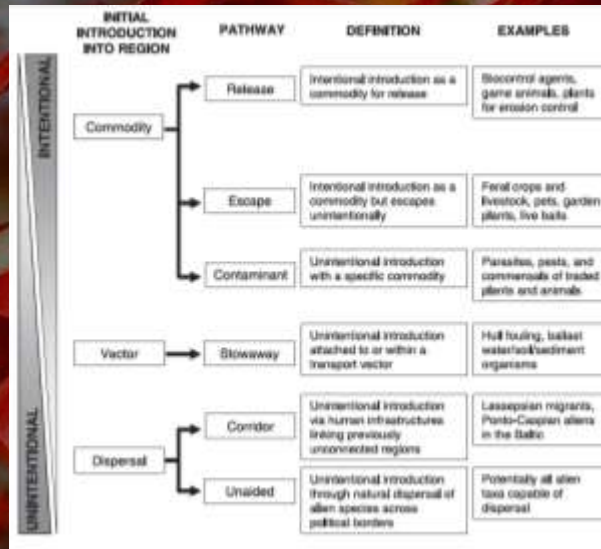 INITIAL
INTRODUCTION
INTO REGION
PATHWAY
DEFINITION
EXAMPLES
INTENTIONAL
UNINTENTIONAL
Commodity
Release
Intentional introduction as a
commodity for release
Biocontrol agents,
game animals, plants
for erosion control
Escape
Intentional introduction as a
commodity but escapes
unintentionally
Feral crops and
livestock, pets, garden
plants, live baits
Contaminant
Unintentional introduction
with a specific commodity
Parasites, pests, and
commensals of traded
plants and animals
Vector
Stowaway
Unintentional introduction
attached to or within a
transport vector
Hull fouling, ballast
water/soil/sediment
organisms
Dispersal
Corridor
Unintentional introduction
via human infrastructures
linking previously
unconnected regions
Lessepsian migrants,
Ponto-Caspian aliens
in the Baltic
Unaided
Unintentional introduction
through natural dispersal of
alien species across
political borders
Potentially all alien
taxa capable of
dispersal